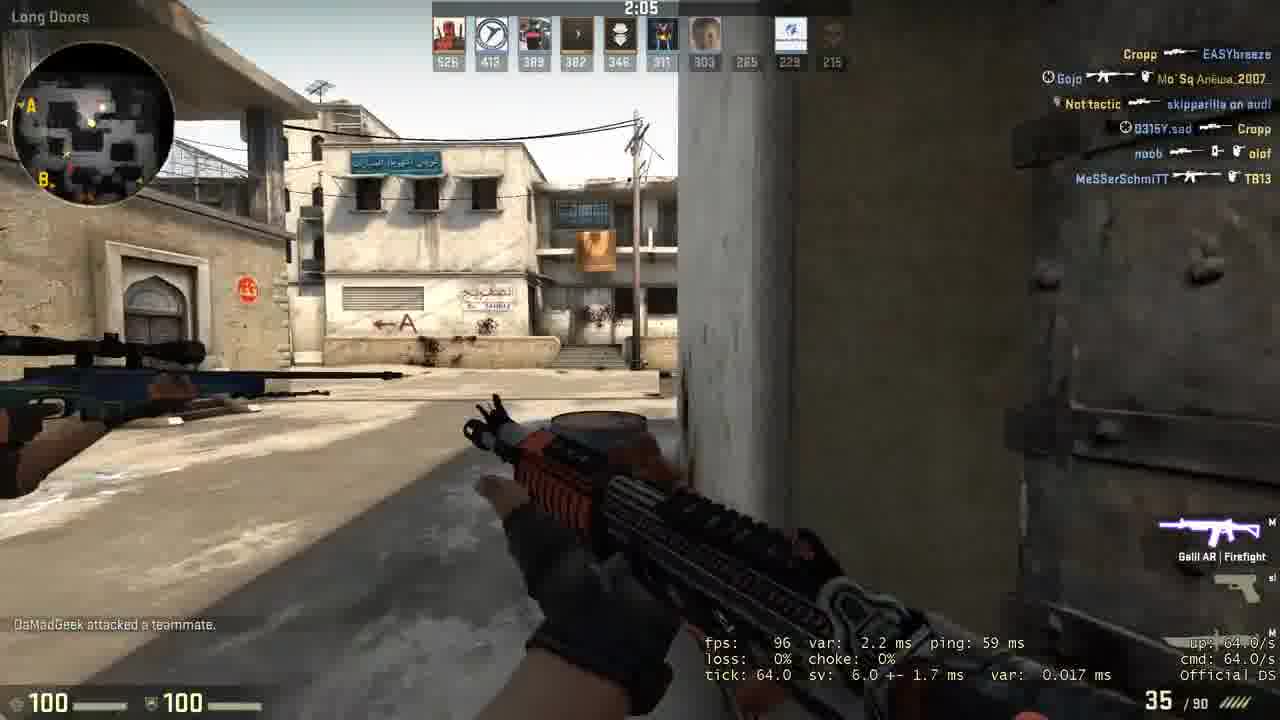 Long Doors
2:05
526 413 389 382 346 311 303 265 229 215
A
B
Cropp EASYbreeze
Gojo Mo`Sq Анёша_2007_
Not tactic skipparilla on audi
D315Y.sad Cropp
noob olof
MeSSerSchmiTT TB13
←A
Galil AR | Firefight
DaMadGeek attacked a teammate.
fps: 96 var: 2.2 ms ping: 59 ms
loss: 0% choke: 0%
tick: 64.0 sv: 6.0 +- 1.7 ms var: 0.017 ms
up: 64.0/s
cmd: 64.0/s
Official DS
100 100
35 / 90